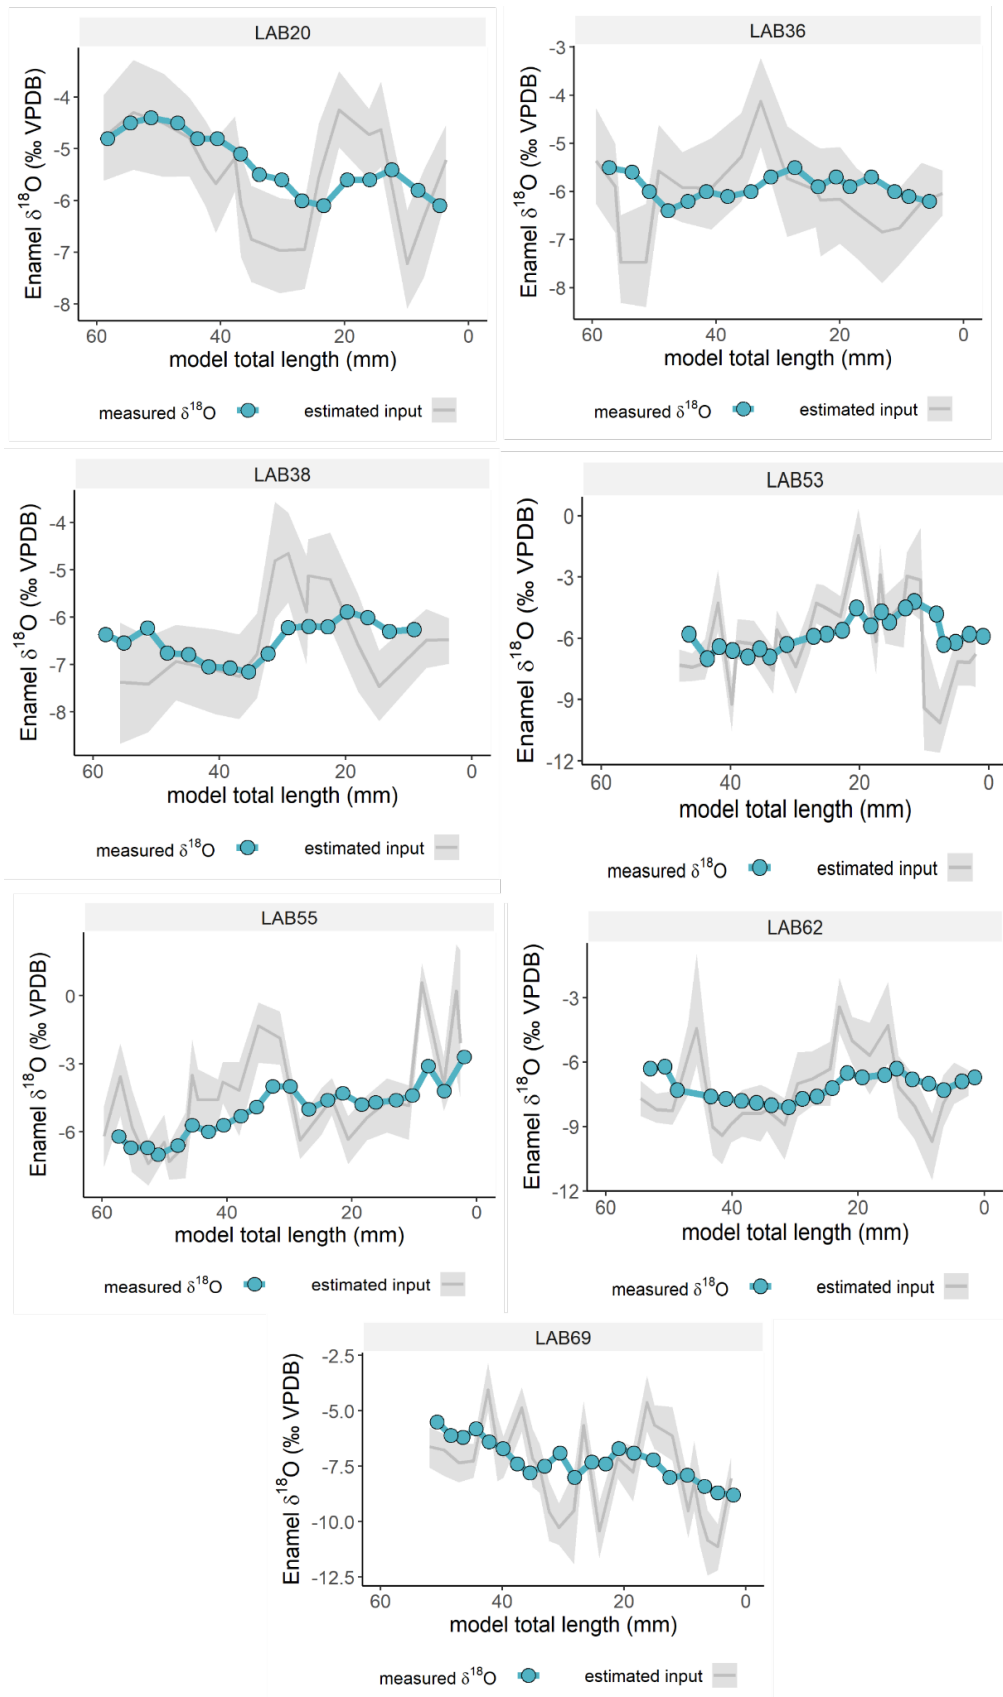 LAB20
Enamel δ¹⁸O (‰ VPDB)
-4
-5
-6
-7
-8
60 40 20 0
model total length (mm)
measured δ¹⁸O estimated input
LAB36
Enamel δ¹⁸O (‰ VPDB)
-3
-4
-5
-6
-7
-8
60 40 20 0
model total length (mm)
measured δ¹⁸O estimated input
LAB38
Enamel δ¹⁸O (‰ VPDB)
-4
-5
-6
-7
-8
60 40 20 0
model total length (mm)
measured δ¹⁸O estimated input
LAB53
Enamel δ¹⁸O (‰ VPDB)
0
-3
-6
-9
-12
60 40 20 0
model total length (mm)
measured δ¹⁸O estimated input
LAB55
Enamel δ¹⁸O (‰ VPDB)
0
-3
-6
60 40 20 0
model total length (mm)
measured δ¹⁸O estimated input
LAB62
Enamel δ¹⁸O (‰ VPDB)
-3
-6
-9
-12
60 40 20 0
model total length (mm)
measured δ¹⁸O estimated input
LAB69
Enamel δ¹⁸O (‰ VPDB)
-2.5
-5.0
-7.5
-10.0
-12.5
60 40 20 0
model total length (mm)
measured δ¹⁸O estimated input